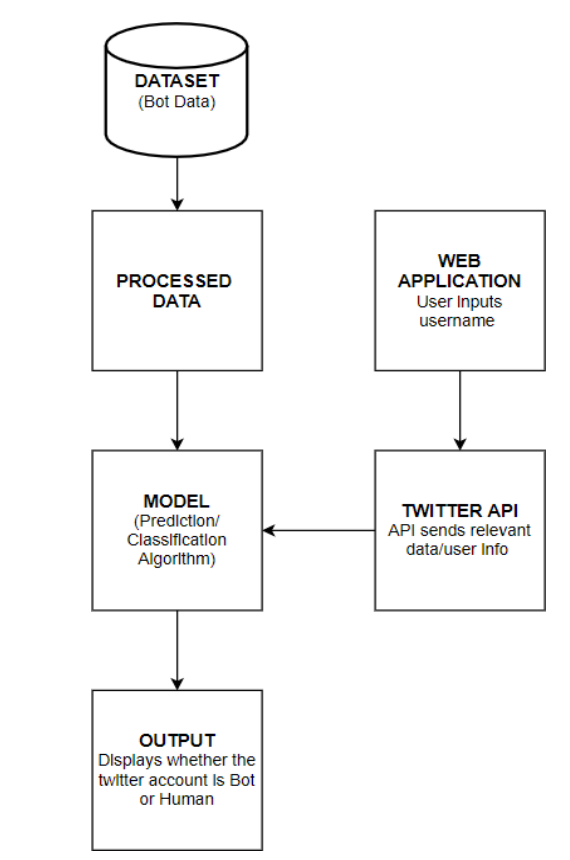 DATASET
(Bot Data)
PROCESSED
DATA
WEB
APPLICATION
User Inputs
username
MODEL
(Prediction/
Classification
Algorithm)
TWITTER API
API sends relevant
data/user Info
OUTPUT
Displays whether the
twitter account is Bot
or Human